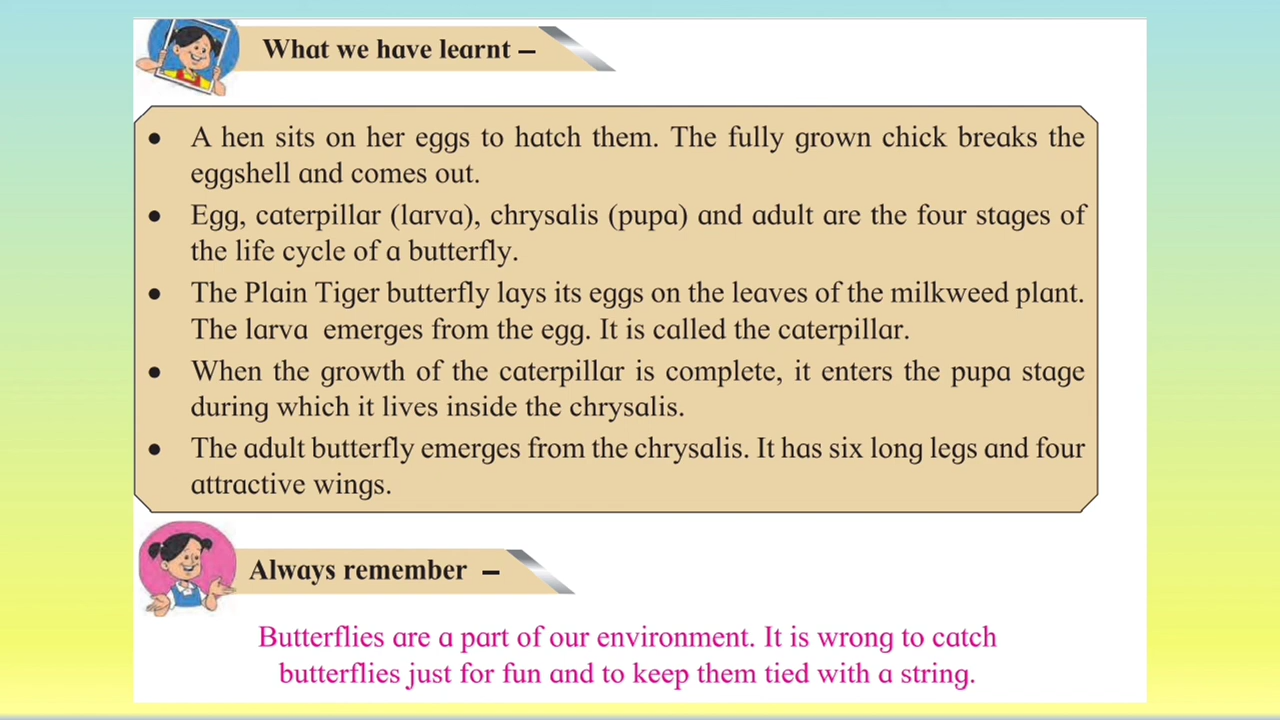 What we have learnt –
• A hen sits on her eggs to hatch them. The fully grown chick breaks the
eggshell and comes out.
• Egg, caterpillar (larva), chrysalis (pupa) and adult are the four stages of
the life cycle of a butterfly.
• The Plain Tiger butterfly lays its eggs on the leaves of the milkweed plant.
The larva emerges from the egg. It is called the caterpillar.
• When the growth of the caterpillar is complete, it enters the pupa stage
during which it lives inside the chrysalis.
• The adult butterfly emerges from the chrysalis. It has six long legs and four
attractive wings.
Always remember –
Butterflies are a part of our environment. It is wrong to catch
butterflies just for fun and to keep them tied with a string.